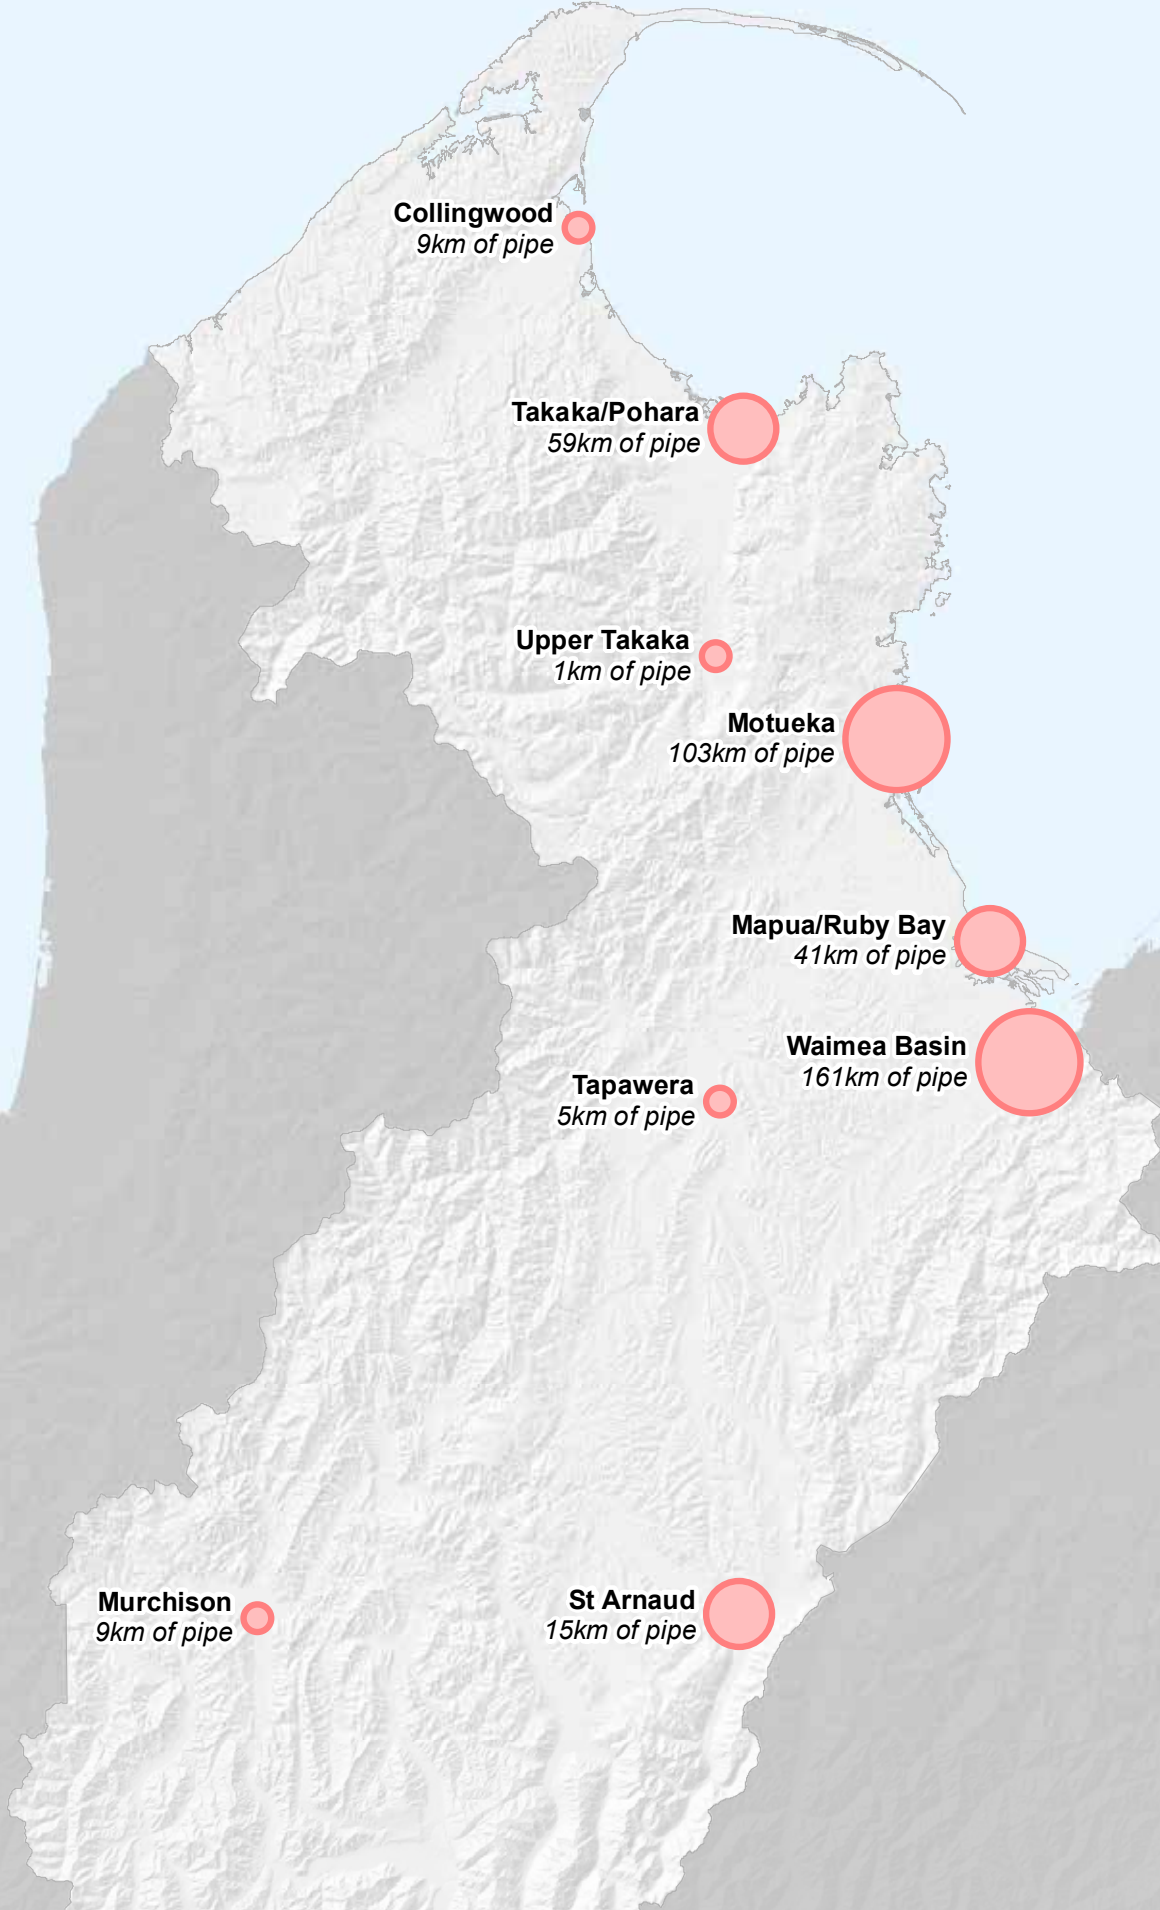 Collingwood
9km of pipe
Takaka/Pohara
59km of pipe
Upper Takaka
1km of pipe
Motueka
103km of pipe
Mapua/Ruby Bay
41km of pipe
Waimea Basin
161km of pipe
Tapawera
5km of pipe
Murchison
9km of pipe
St Arnaud
15km of pipe